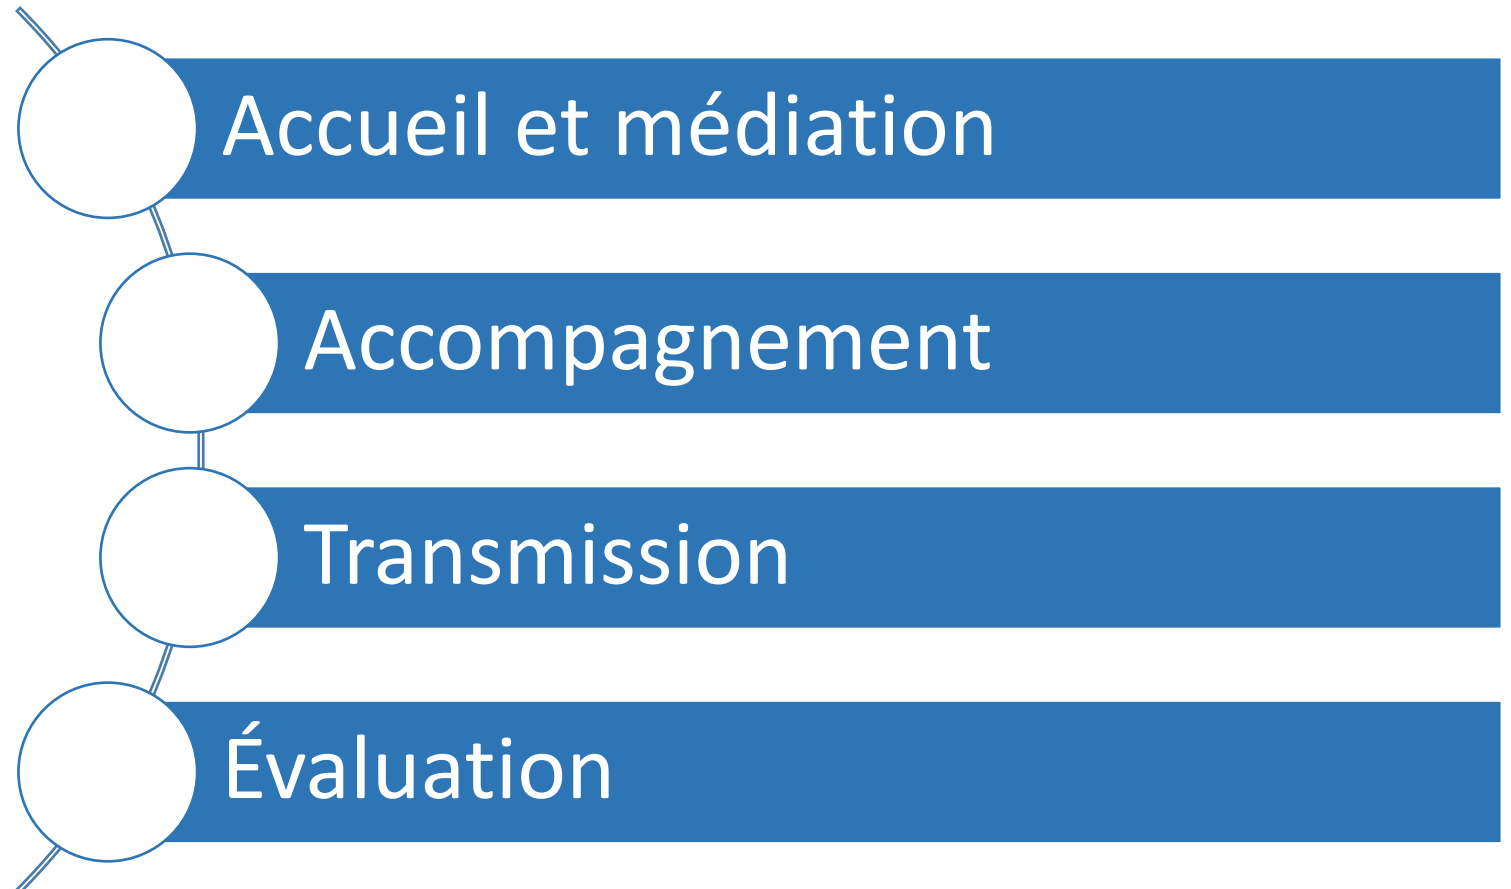 Accueil et médiation
Accompagnement
Transmission
Évaluation